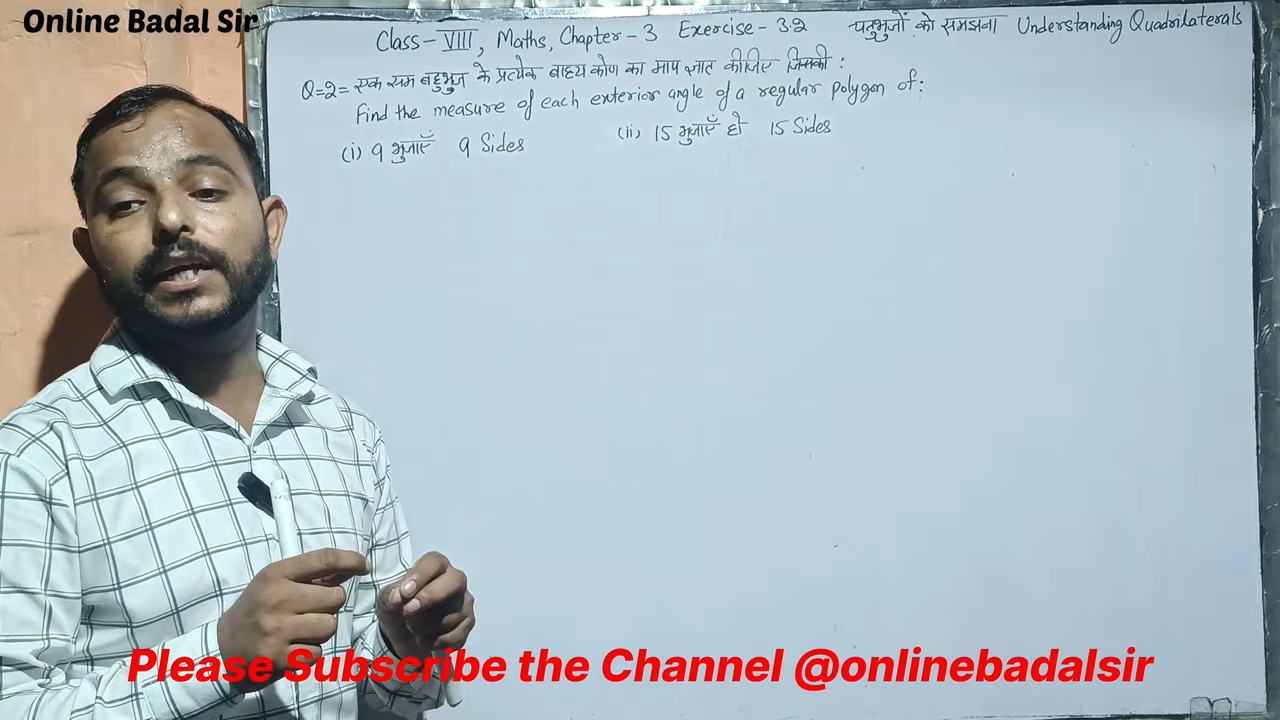 Online Badal Sir
Class-VIII, Maths, Chapter-3 Exercise-3.2 चतुर्भुजों को समझना Understanding Quadrilaterals
Q=2= एक सम बहुभुज के प्रत्येक बाह्य कोण का माप ज्ञात कीजिए जिसकी :
Find the measure of each exterior angle of a regular polygon of:
(i) 9 भुजाएँ 9 Sides (ii) 15 भुजाएँ हो 15 Sides
Please Subscribe the Channel @onlinebadalsir